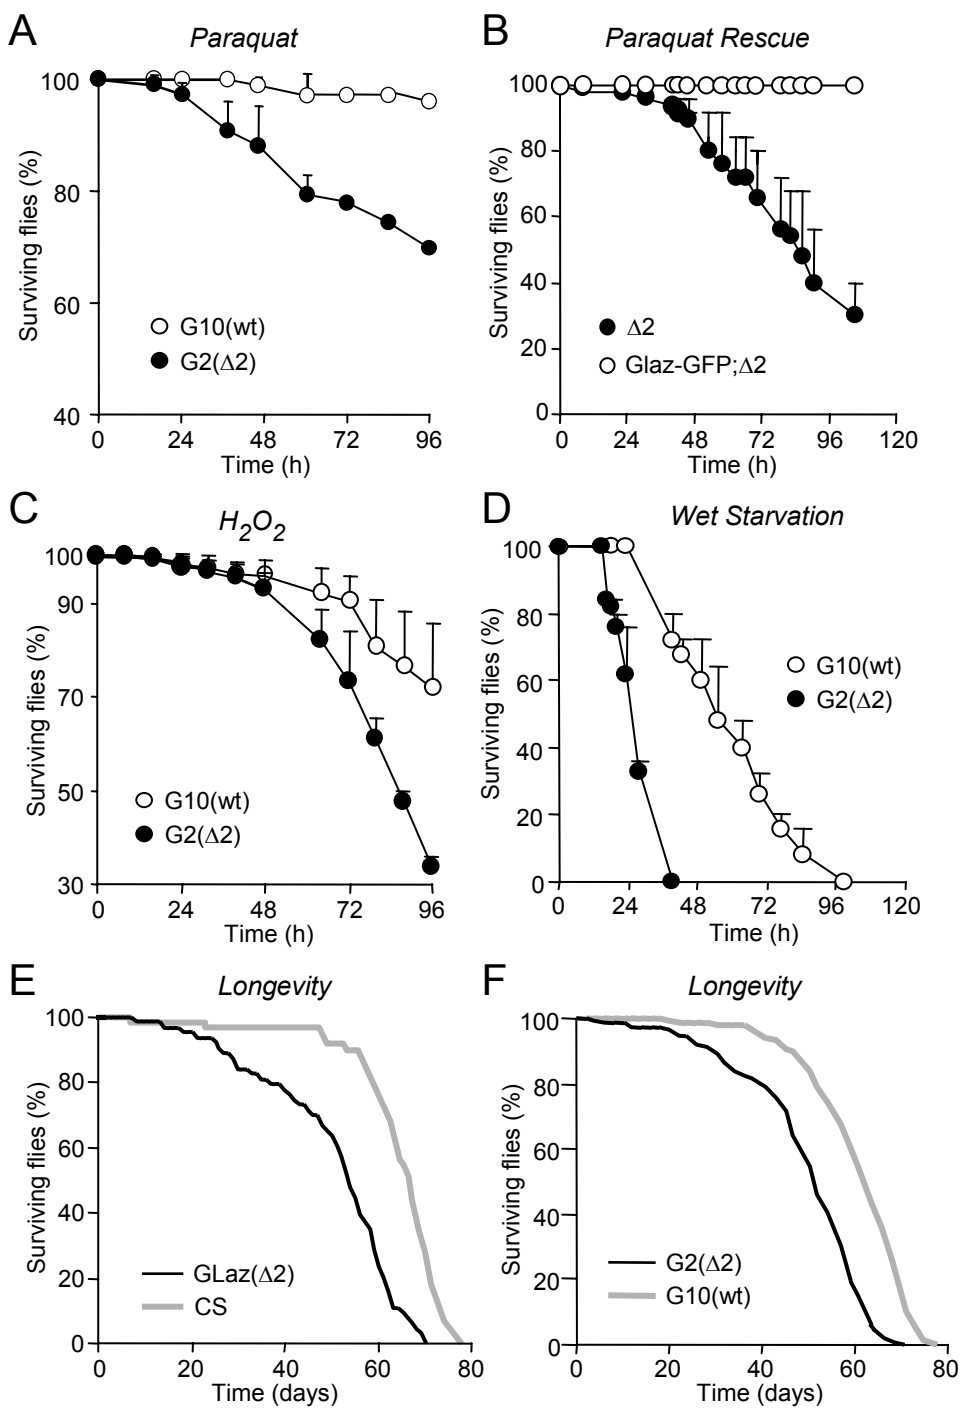 A
Paraquat
100
80
60
40
Surviving flies (%)
G10(wt)
G2(Δ2)
0 24 48 72 96
Time (h)
B
Paraquat Rescue
100
80
60
40
20
0
Surviving flies (%)
Δ2
Glaz-GFP;Δ2
0 24 48 72 96 120
Time (h)
C
H2O2
100
90
70
50
30
Surviving flies (%)
G10(wt)
G2(Δ2)
0 24 48 72 96
Time (h)
D
Wet Starvation
100
80
60
40
20
0
Surviving flies (%)
G10(wt)
G2(Δ2)
0 24 48 72 96 120
Time (h)
E
Longevity
100
80
60
40
20
0
Surviving flies (%)
GLaz(Δ2)
CS
0 20 40 60 80
Time (days)
F
Longevity
100
80
60
40
20
0
Surviving flies (%)
G2(Δ2)
G10(wt)
0 20 40 60 80
Time (days)